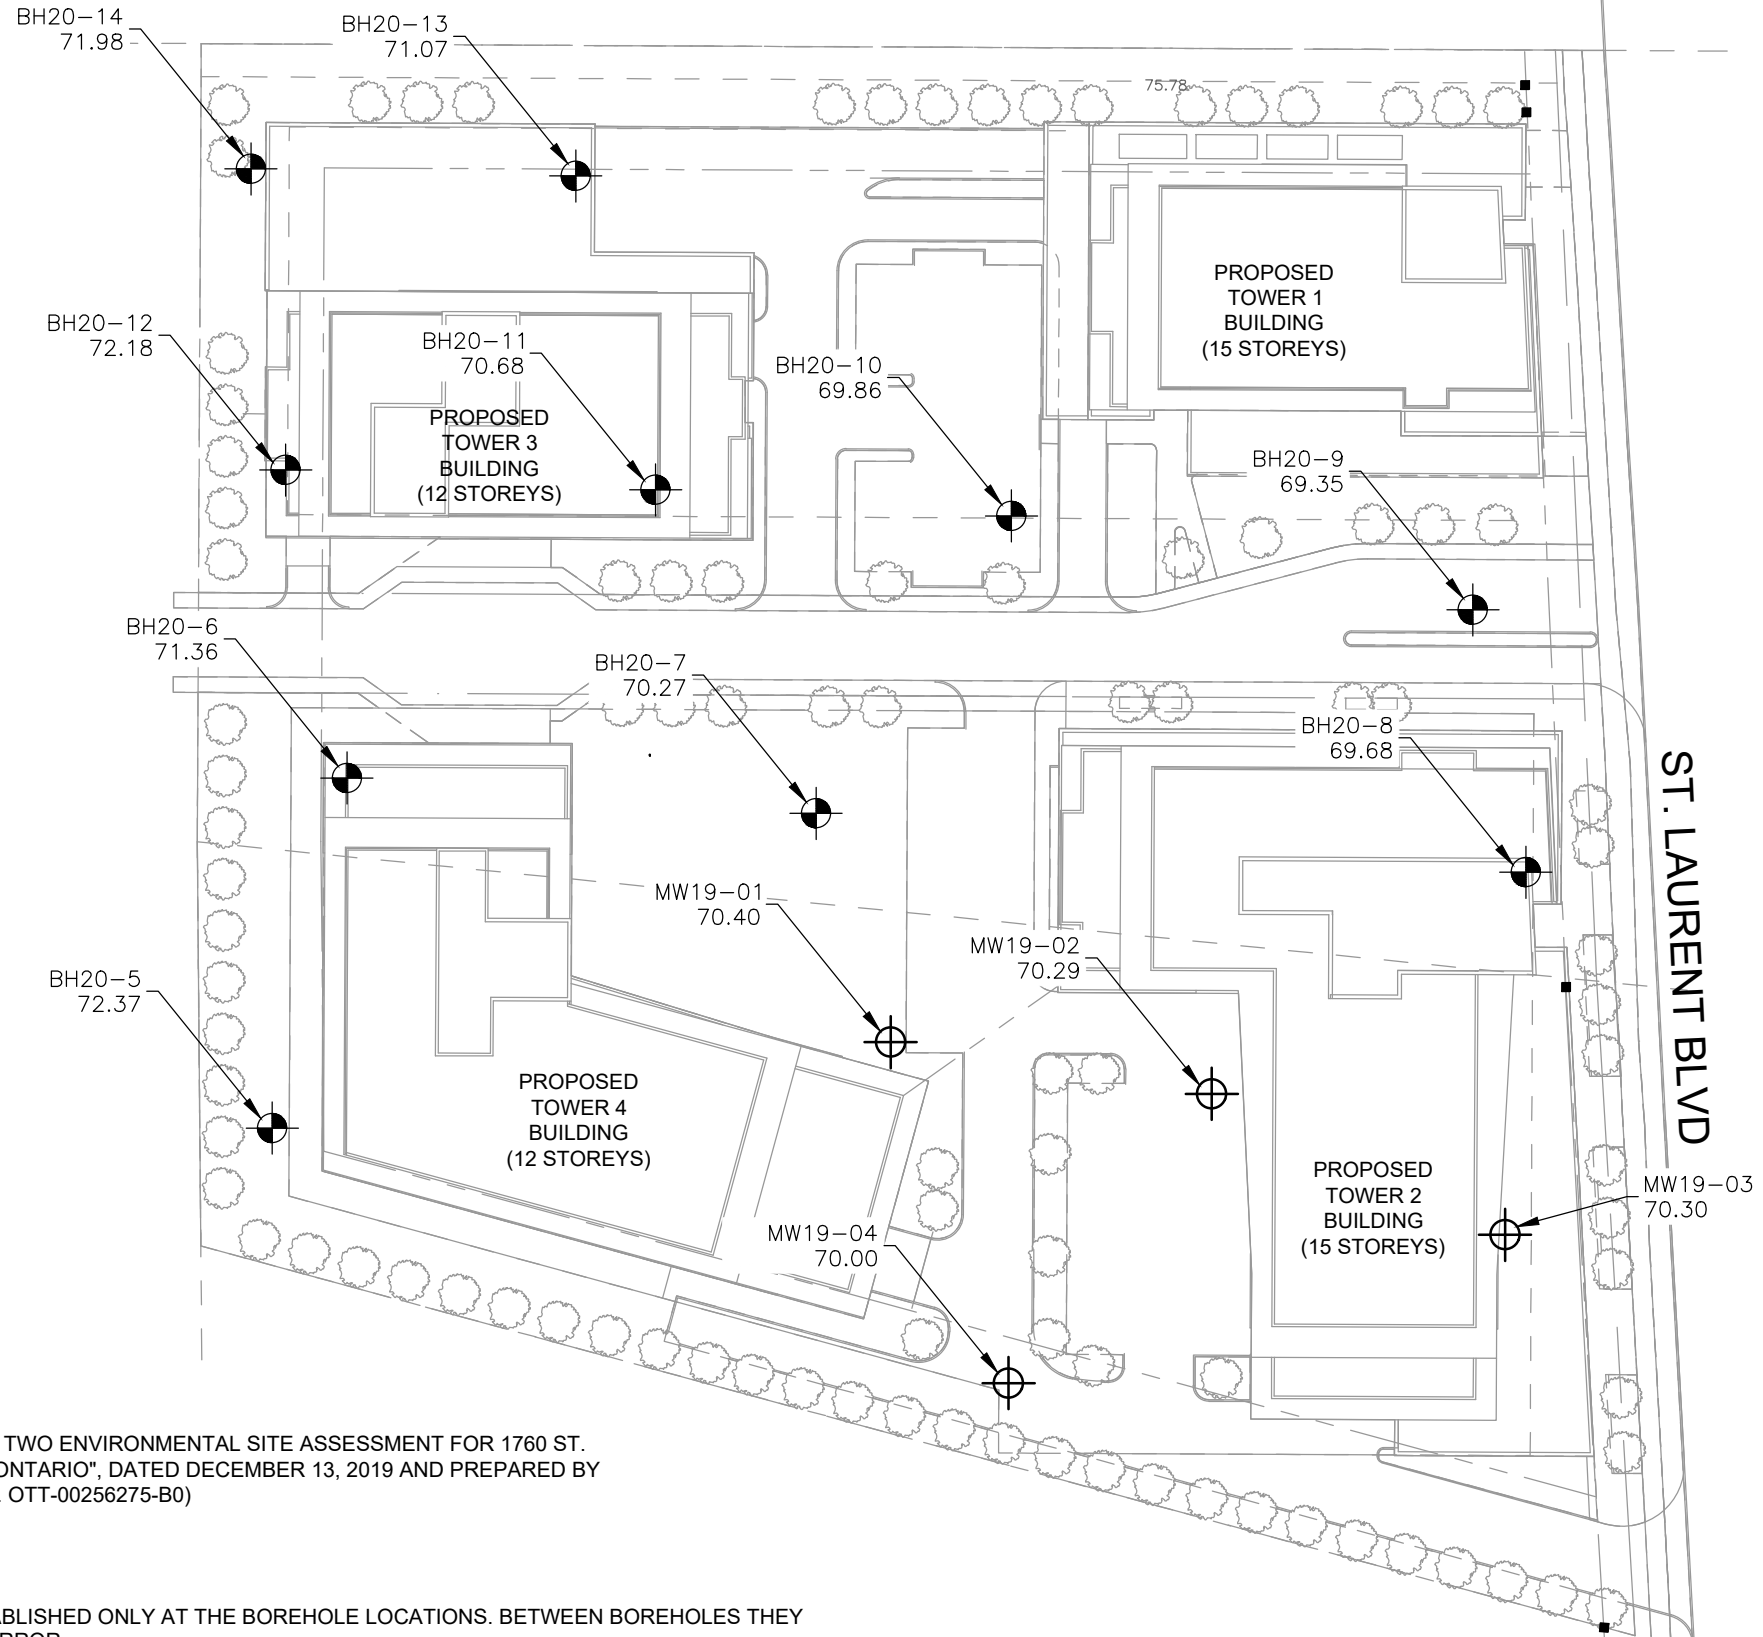 BH20-14
71.98
BH20-13
71.07
75.78
PROPOSED
TOWER 1
BUILDING
(15 STOREYS)
BH20-12
72.18
BH20-11
70.68
BH20-10
69.86
PROPOSED
TOWER 3
BUILDING
(12 STOREYS)
BH20-9
69.35
BH20-6
71.36
BH20-7
70.27
BH20-8
69.68
ST. LAURENT BLVD
MW19-01
70.40
MW19-02
70.29
BH20-5
72.37
PROPOSED
TOWER 4
BUILDING
(12 STOREYS)
PROPOSED
TOWER 2
BUILDING
(15 STOREYS)
MW19-03
70.30
MW19-04
70.00
TWO ENVIRONMENTAL SITE ASSESSMENT FOR 1760 ST.
ONTARIO", DATED DECEMBER 13, 2019 AND PREPARED BY
OTT-00256275-B0)
ABLISHED ONLY AT THE BOREHOLE LOCATIONS. BETWEEN BOREHOLES THEY